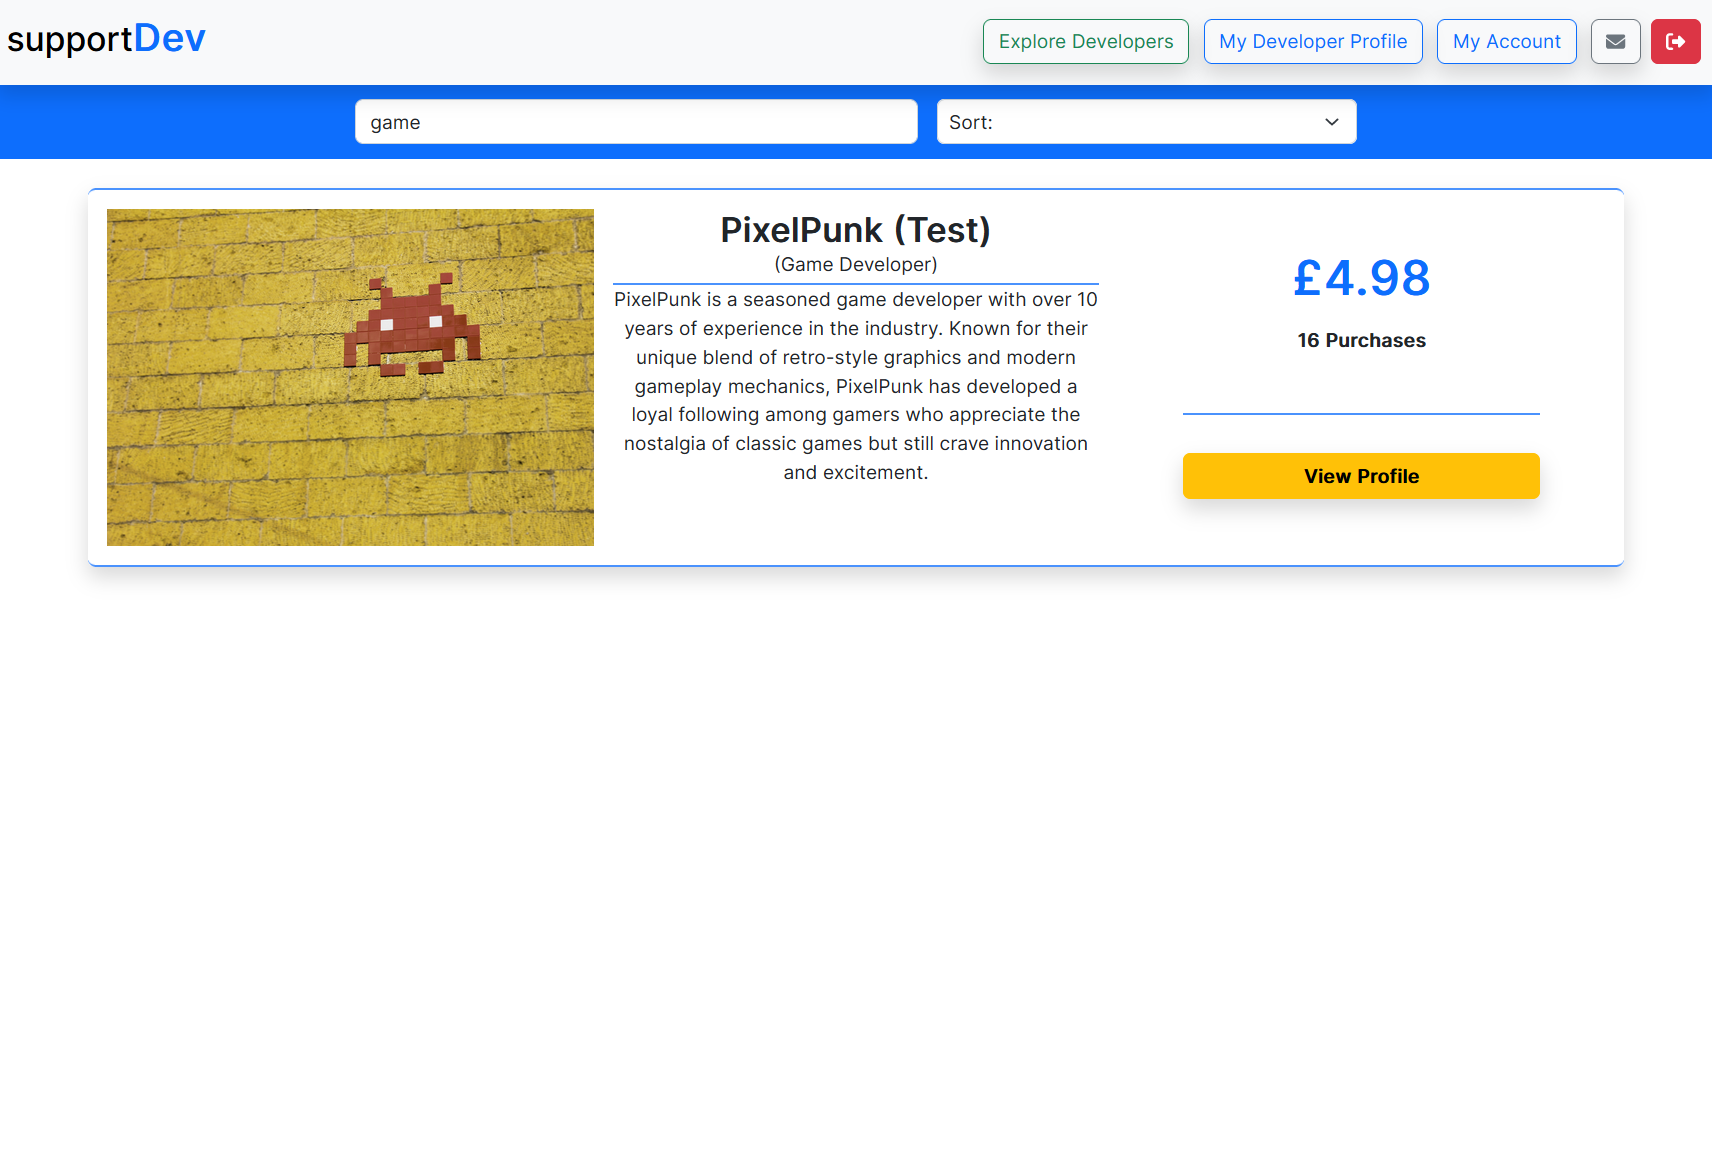 supportDev
Explore Developers
My Developer Profile
My Account
game
Sort:
PixelPunk (Test)
(Game Developer)
PixelPunk is a seasoned game developer with over 10
years of experience in the industry. Known for their
unique blend of retro-style graphics and modern
gameplay mechanics, PixelPunk has developed a
loyal following among gamers who appreciate the
nostalgia of classic games but still crave innovation
and excitement.
£4.98
16 Purchases
View Profile